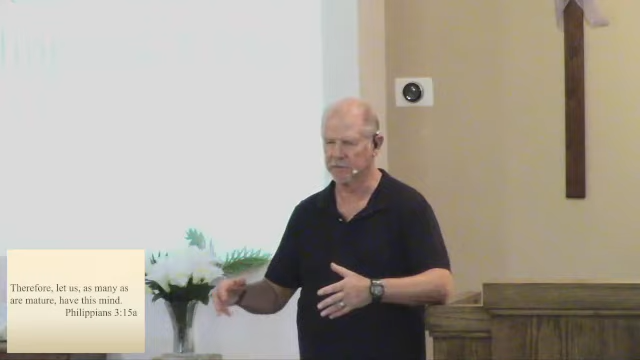 Therefore, let us, as many as
are mature, have this mind.
Philippians 3:15a